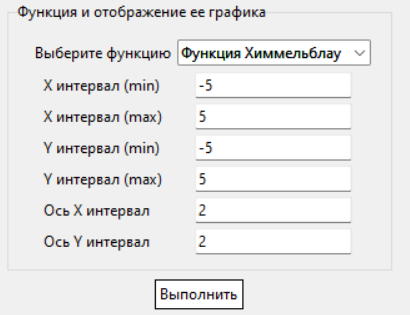 Функция и отображение ее графика
Выберите функцию Функция Химмельблау
X интервал (min) -5
X интервал (max) 5
Y интервал (min) -5
Y интервал (max) 5
Ось X интервал 2
Ось Y интервал 2
Выполнить